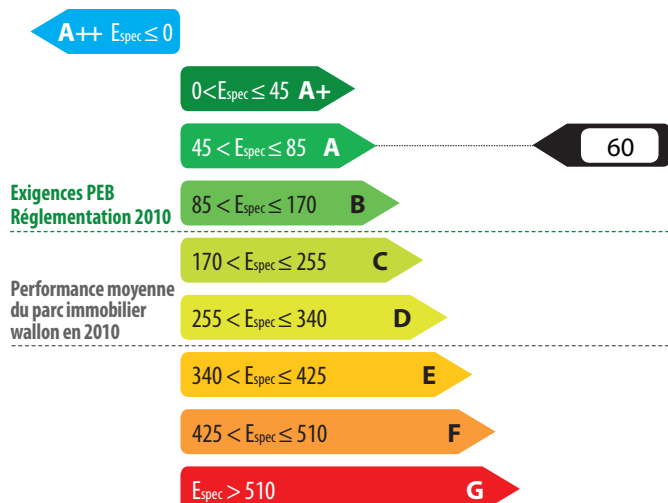 A++ Espec ≤ 0
0<Espec ≤ 45 A+
45 < Espec ≤ 85 A
60
Exigences PEB
Réglementation 2010
85 < Espec ≤ 170 B
170 < Espec ≤ 255 C
Performance moyenne
du parc immobilier
wallon en 2010
255 < Espec ≤ 340 D
340 < Espec ≤ 425 E
425 < Espec ≤ 510 F
Espec > 510 G